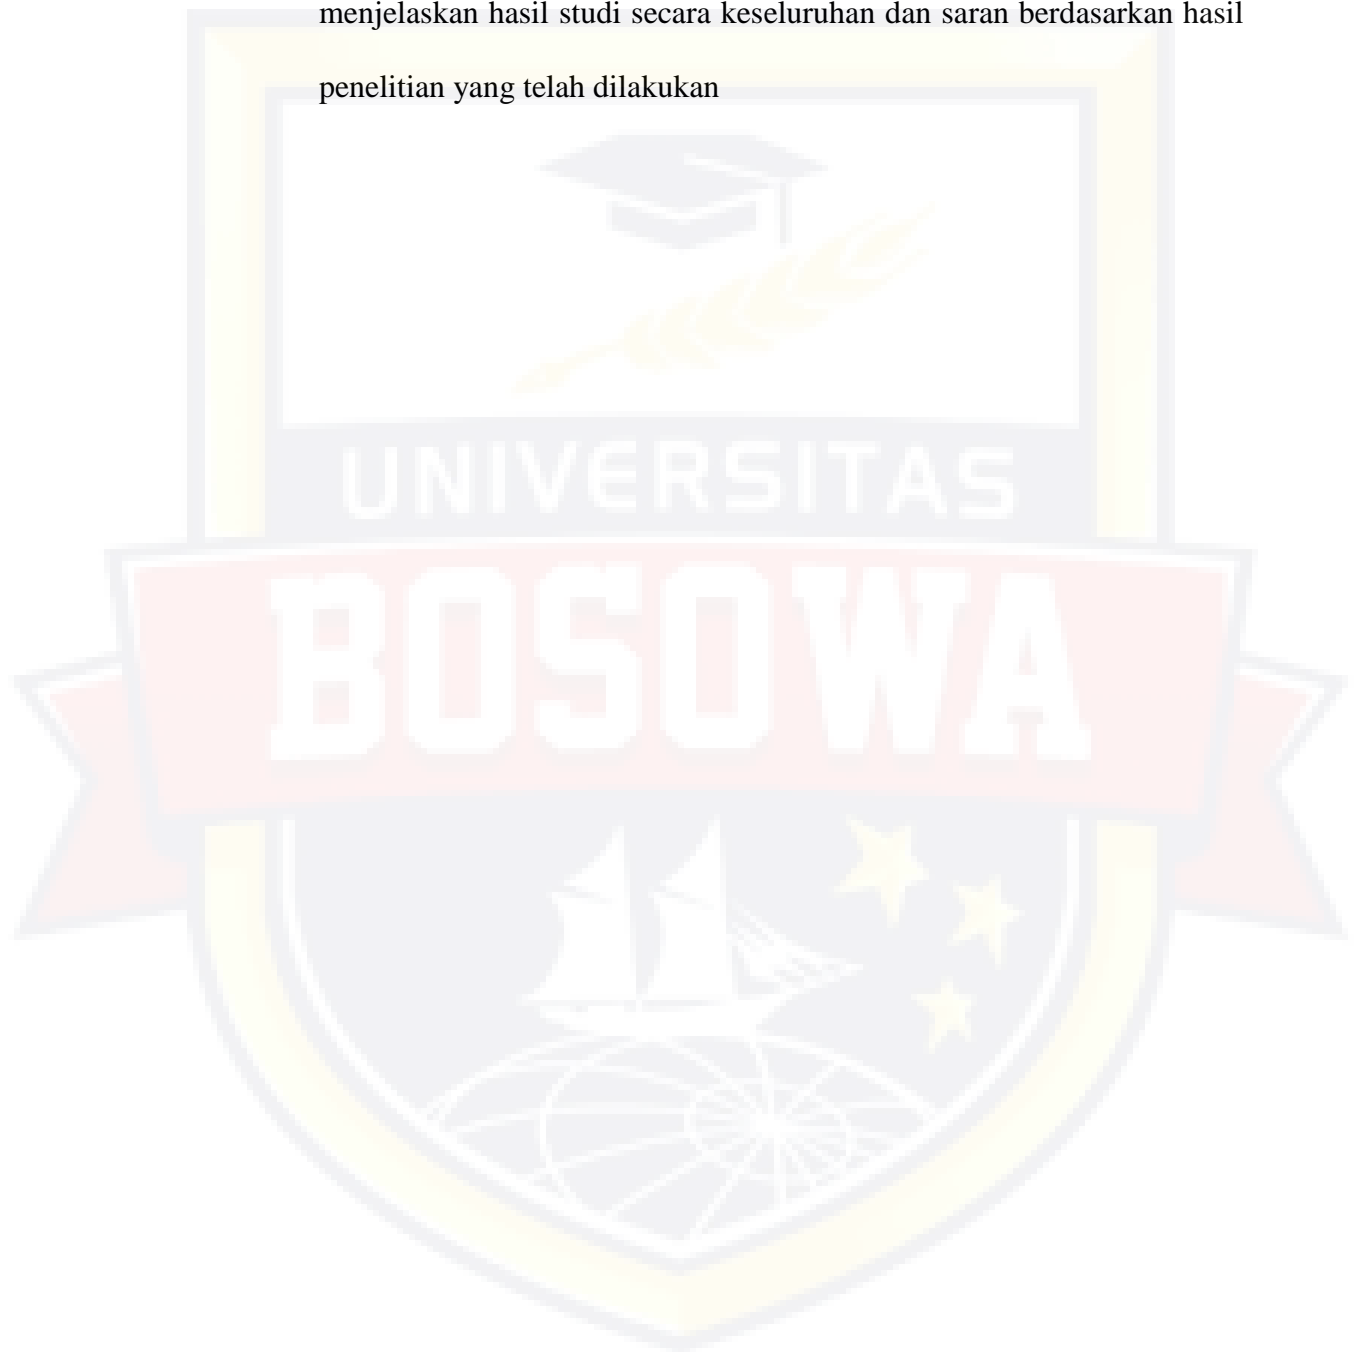 menjelaskan hasil studi secara keseluruhan dan saran berdasarkan hasil
penelitian yang telah dilakukan
UNIVERSITAS
BOSOWA